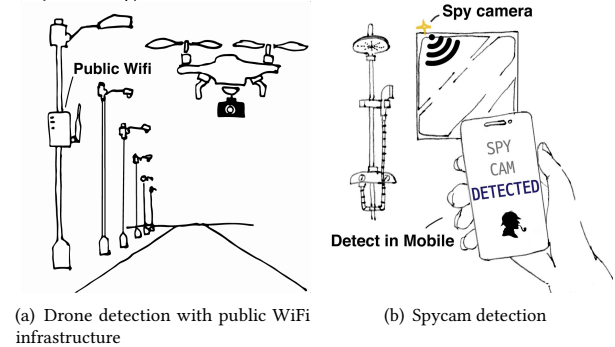 Public Wifi
Spy camera
SPY
CAM
DETECTED
Detect in Mobile
(a) Drone detection with public WiFi
infrastructure
(b) Spycam detection